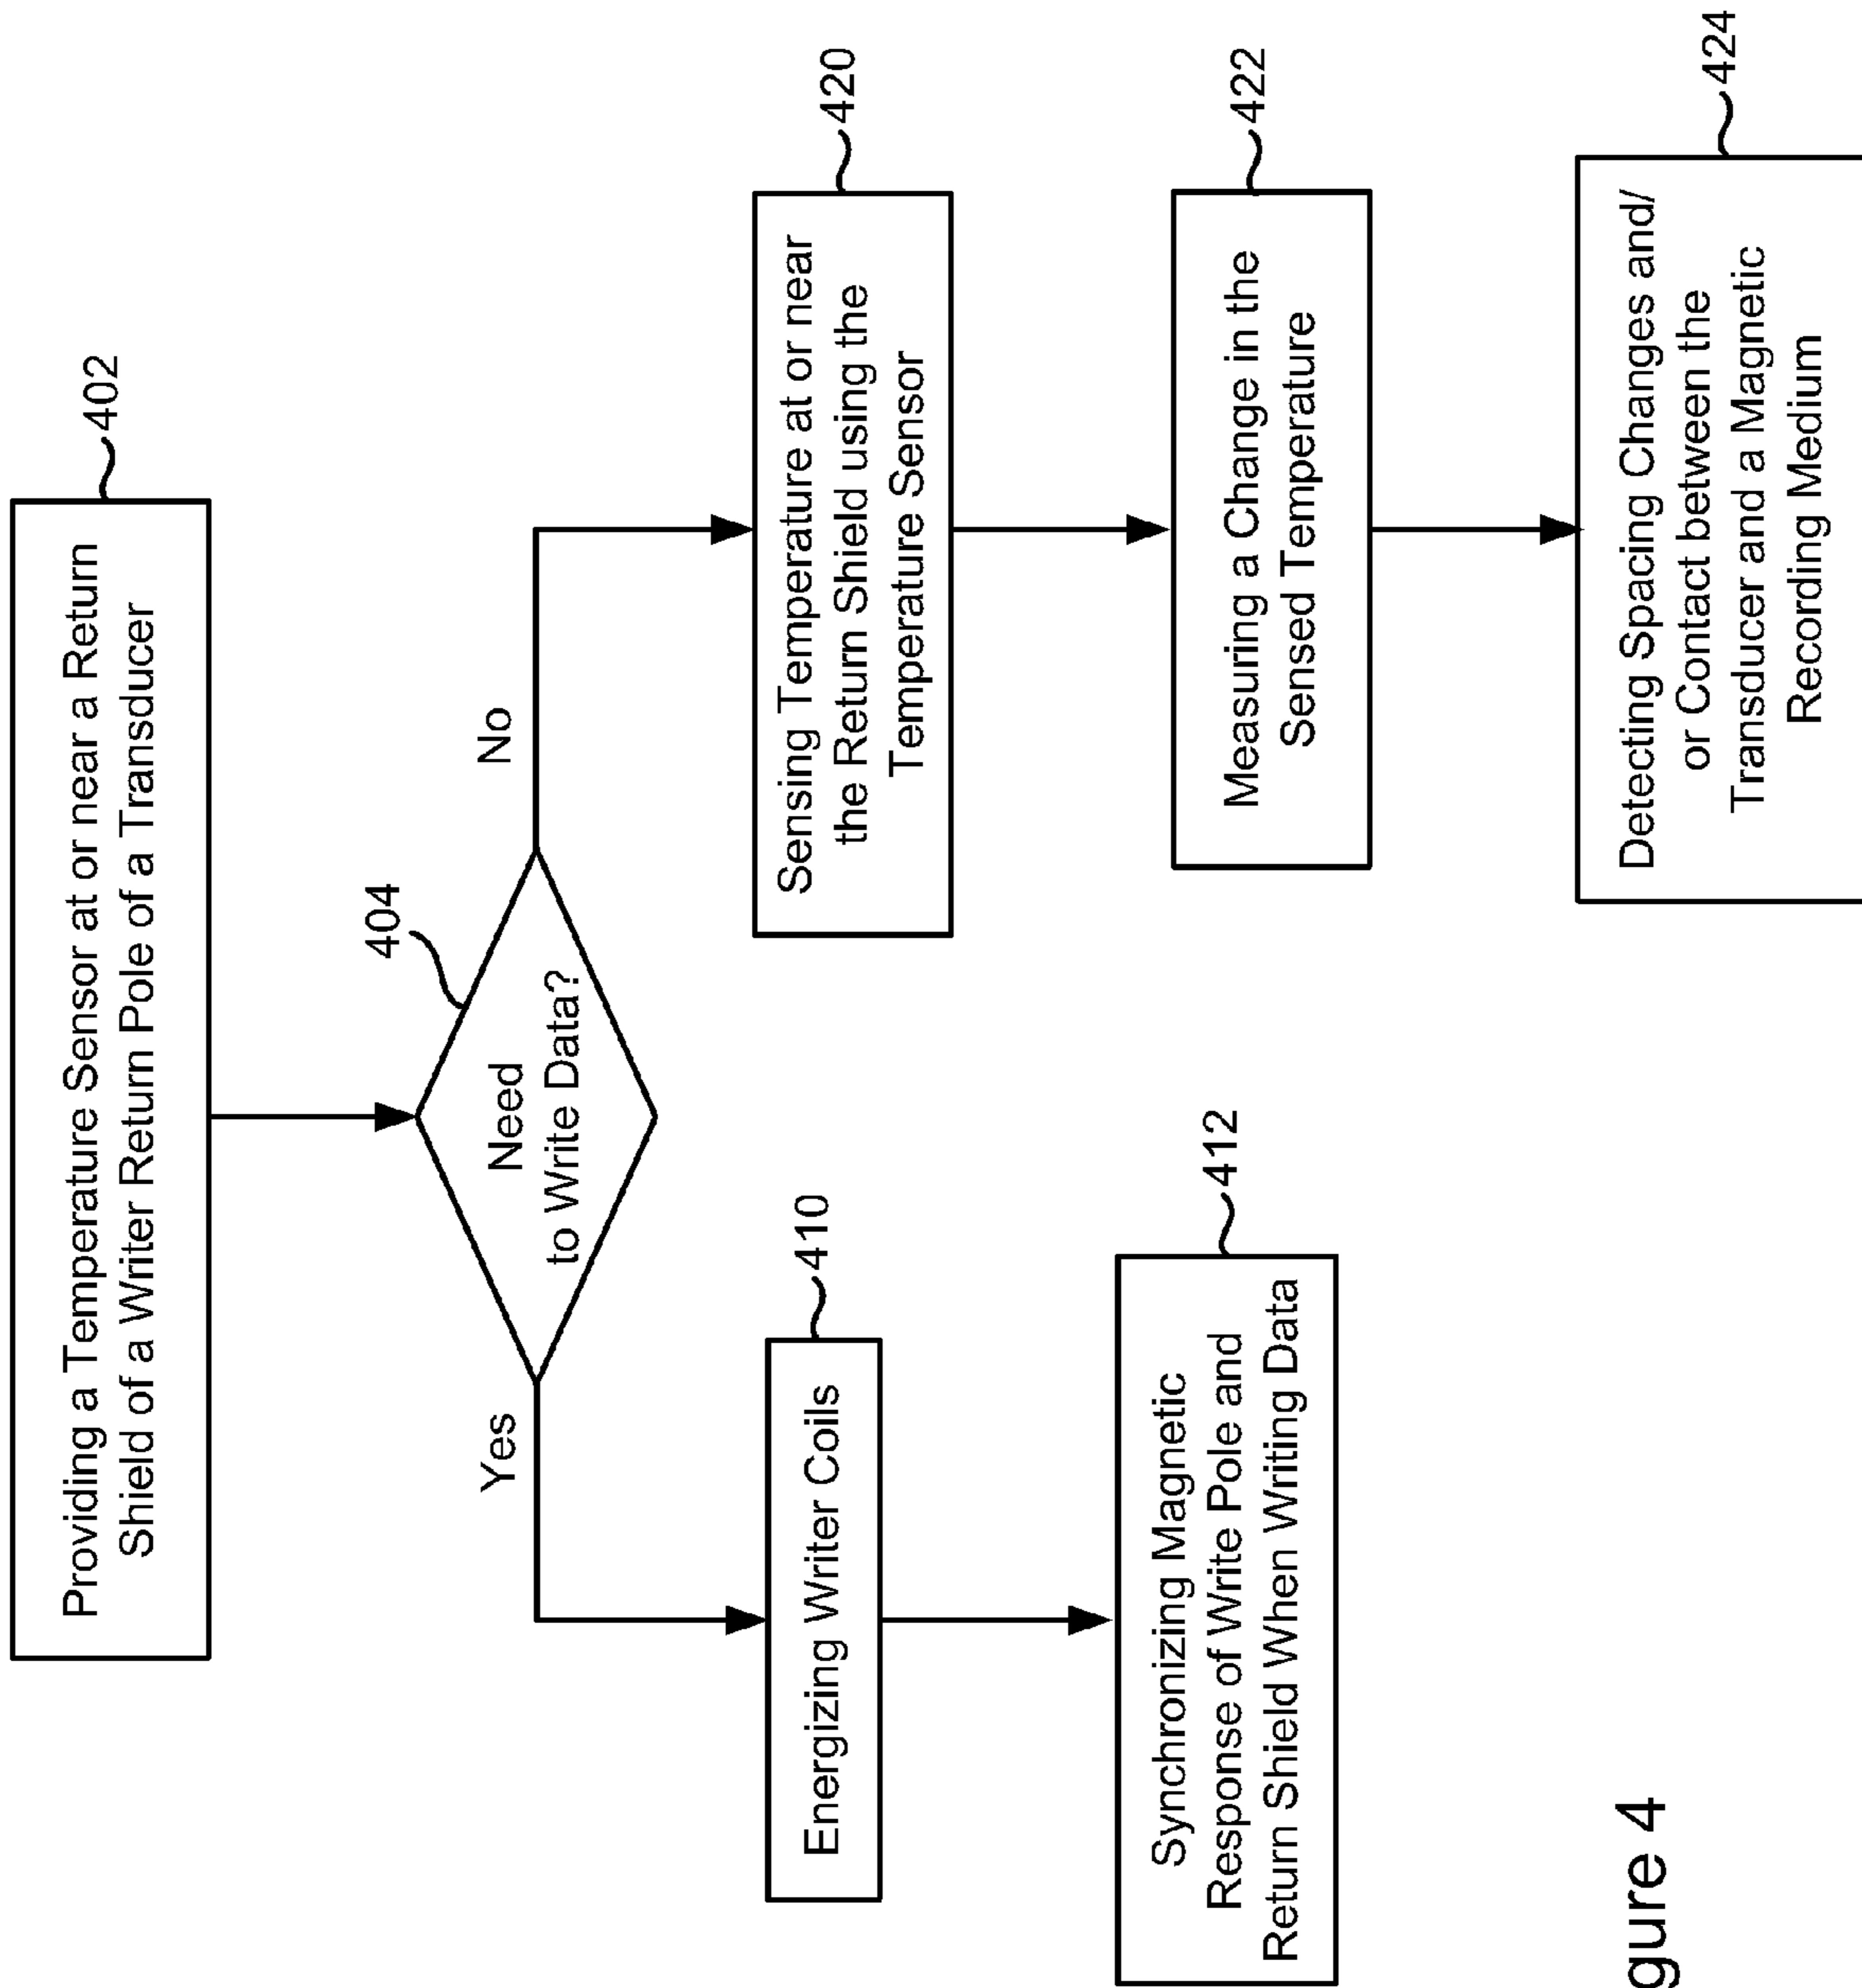 Providing a Temperature Sensor at or near a Return
Shield of a Writer Return Pole of a Transducer
402
404
Need
to Write Data?
Yes
No
Energizing Writer Coils
410
Synchronizing Magnetic
Response of Write Pole and
Return Shield When Writing Data
412
Sensing Temperature at or near
the Return Shield using the
Temperature Sensor
420
Measuring a Change in the
Sensed Temperature
422
Detecting Spacing Changes and/
or Contact between the
Transducer and a Magnetic
Recording Medium
424
gure 4